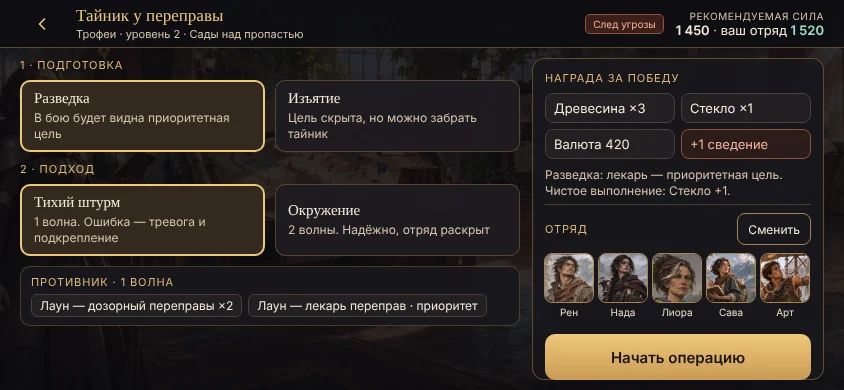 Тайник у переправы
Трофеи · уровень 2 · Сады над пропастью
След угрозы
РЕКОМЕНДУЕМАЯ СИЛА
1 450 · ваш отряд 1 520
1 · ПОДГОТОВКА
Разведка
В бою будет видна приоритетная
цель
Изъятие
Цель скрыта, но можно забрать
тайник
2 · ПОДХОД
Тихий штурм
1 волна. Ошибка — тревога и
подкрепление
Окружение
2 волны. Надёжно, отряд раскрыт
ПРОТИВНИК · 1 ВОЛНА
Лаун — дозорный переправы ×2
Лаун — лекарь переправ · приоритет
НАГРАДА ЗА ПОБЕДУ
Древесина ×3
Стекло ×1
Валюта 420
+1 сведение
Разведка: лекарь — приоритетная цель.
Чистое выполнение: Стекло +1.
ОТРЯД
Сменить
Рен
Нада
Лиора
Сава
Арт
Начать операцию